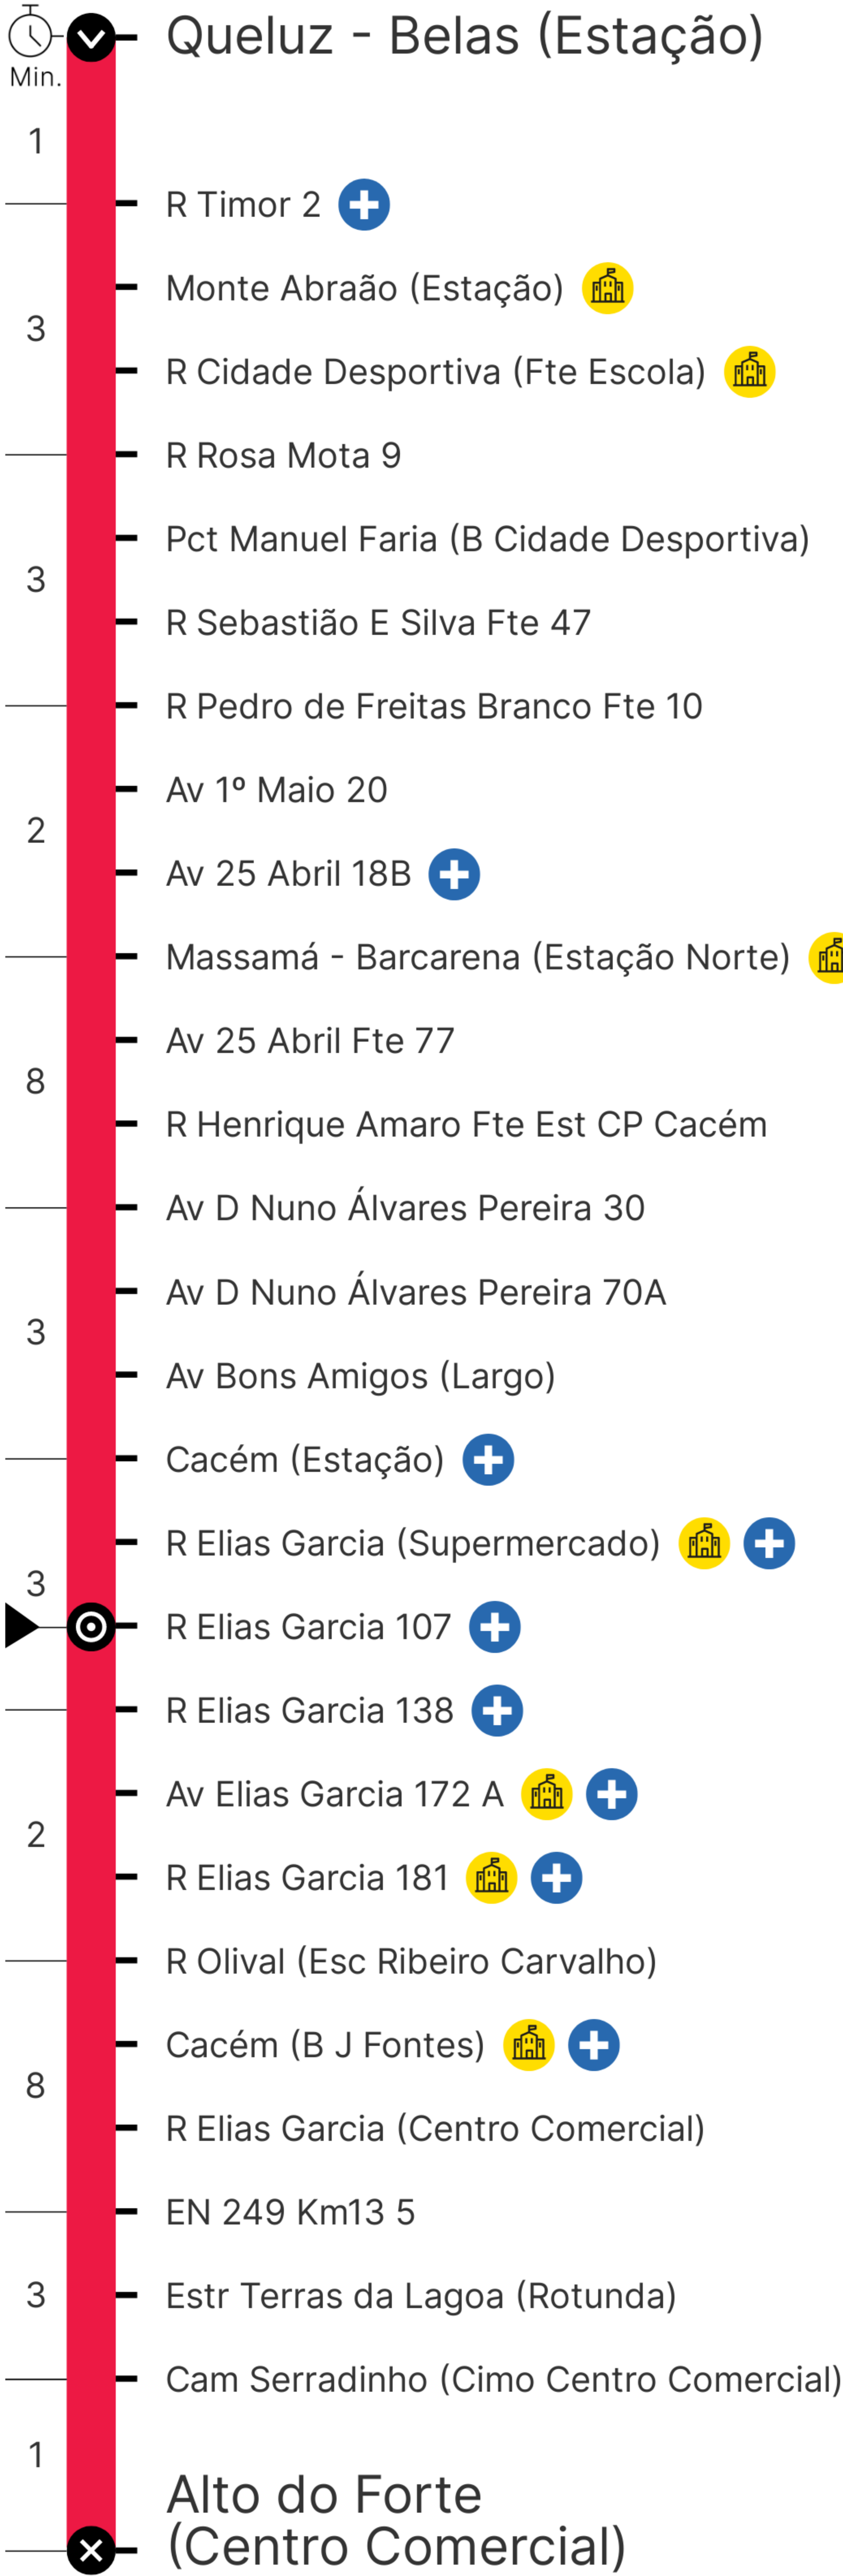 Queluz - Belas (Estação)
Min.
1
R Timor 2
Monte Abraão (Estação)
3
R Cidade Desportiva (Fte Escola)
R Rosa Mota 9
Pct Manuel Faria (B Cidade Desportiva)
3
R Sebastião E Silva Fte 47
R Pedro de Freitas Branco Fte 10
Av 1º Maio 20
2
Av 25 Abril 18B
Massamá - Barcarena (Estação Norte)
Av 25 Abril Fte 77
8
R Henrique Amaro Fte Est CP Cacém
Av D Nuno Álvares Pereira 30
Av D Nuno Álvares Pereira 70A
3
Av Bons Amigos (Largo)
Cacém (Estação)
R Elias Garcia (Supermercado)
3
R Elias Garcia 107
R Elias Garcia 138
Av Elias Garcia 172 A
2
R Elias Garcia 181
R Olival (Esc Ribeiro Carvalho)
Cacém (B J Fontes)
8
R Elias Garcia (Centro Comercial)
EN 249 Km13 5
3
Estr Terras da Lagoa (Rotunda)
Cam Serradinho (Cimo Centro Comercial)
1
Alto do Forte
(Centro Comercial)